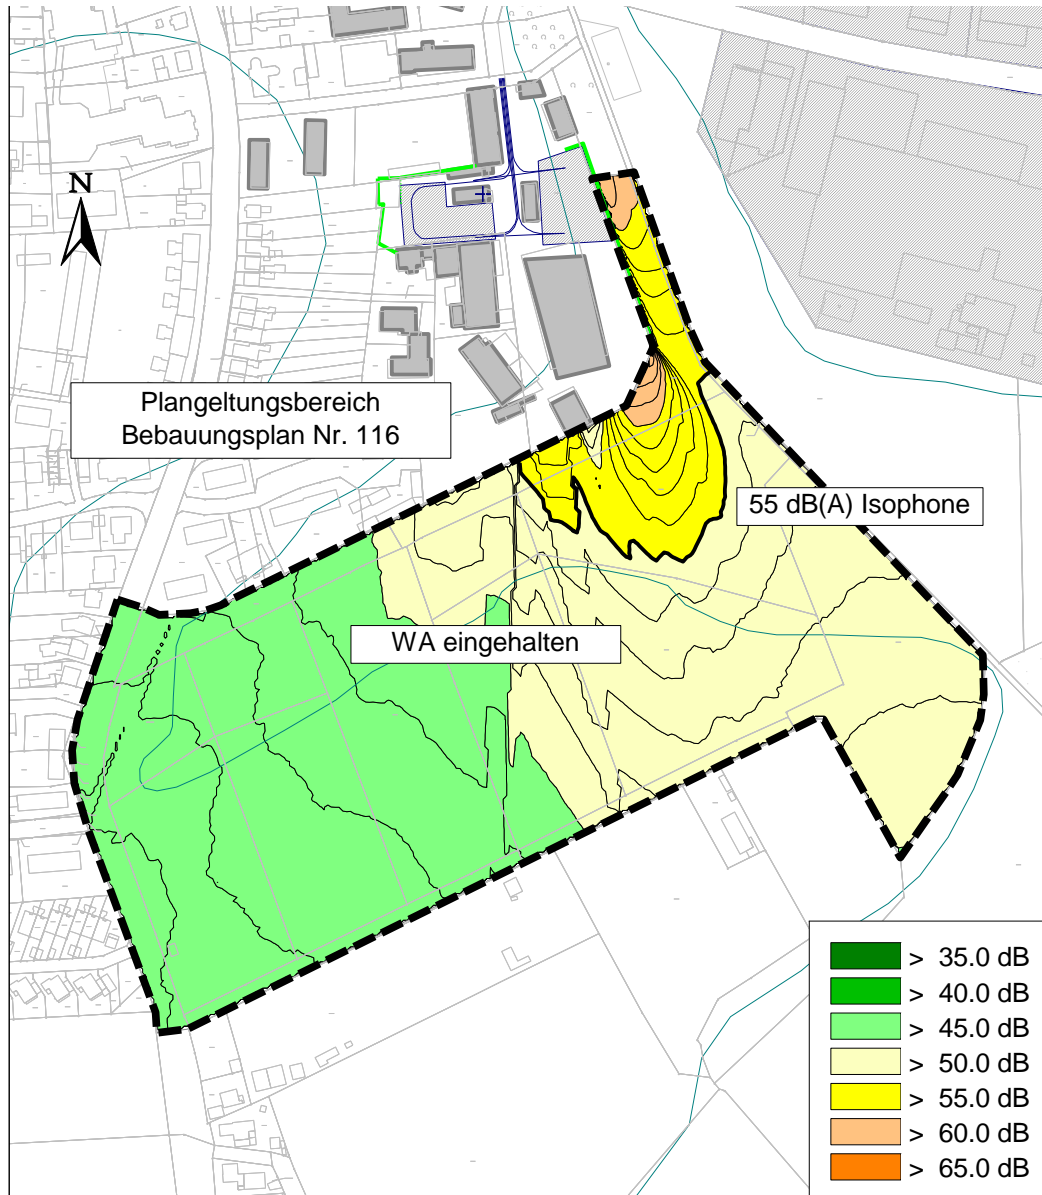 N
Plangeltungsbereich
Bebauungsplan Nr. 116
55 dB(A) Isophone
WA eingehalten
> 35.0 dB
> 40.0 dB
> 45.0 dB
> 50.0 dB
> 55.0 dB
> 60.0 dB
> 65.0 dB